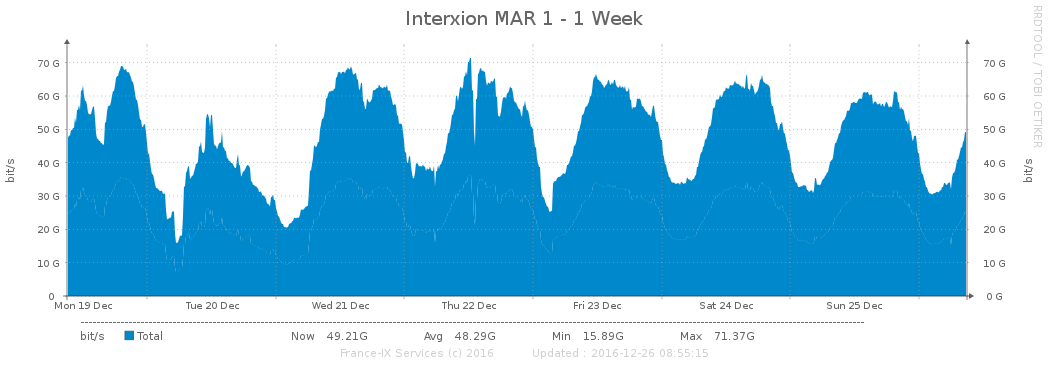 Interxion MAR 1 - 1 Week
RRDTOOL / TOBI OETIKER
bit/s
70 G
60 G
50 G
40 G
30 G
20 G
10 G
0
70 G
60 G
50 G
40 G
30 G
20 G
10 G
0 G
bit/s
Mon 19 Dec Tue 20 Dec Wed 21 Dec Thu 22 Dec Fri 23 Dec Sat 24 Dec Sun 25 Dec
bit/s Total Now 49.21G Avg 48.29G Min 15.89G Max 71.37G
France-IX Services (c) 2016 Updated : 2016-12-26 08:55:15